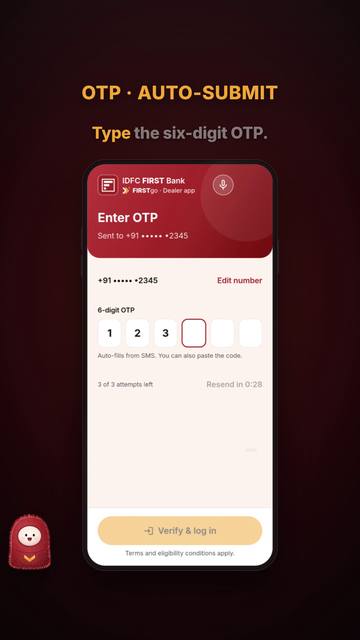 OTP · AUTO-SUBMIT
Type the six-digit OTP.
IDFC FIRST Bank
FIRSTgo · Dealer app
Enter OTP
Sent to +91 ••••• •2345
+91 ••••• •2345
Edit number
6-digit OTP
1 2 3
Auto-fills from SMS. You can also paste the code.
3 of 3 attempts left
Resend in 0:28
Verify & log in
Terms and eligibility conditions apply.